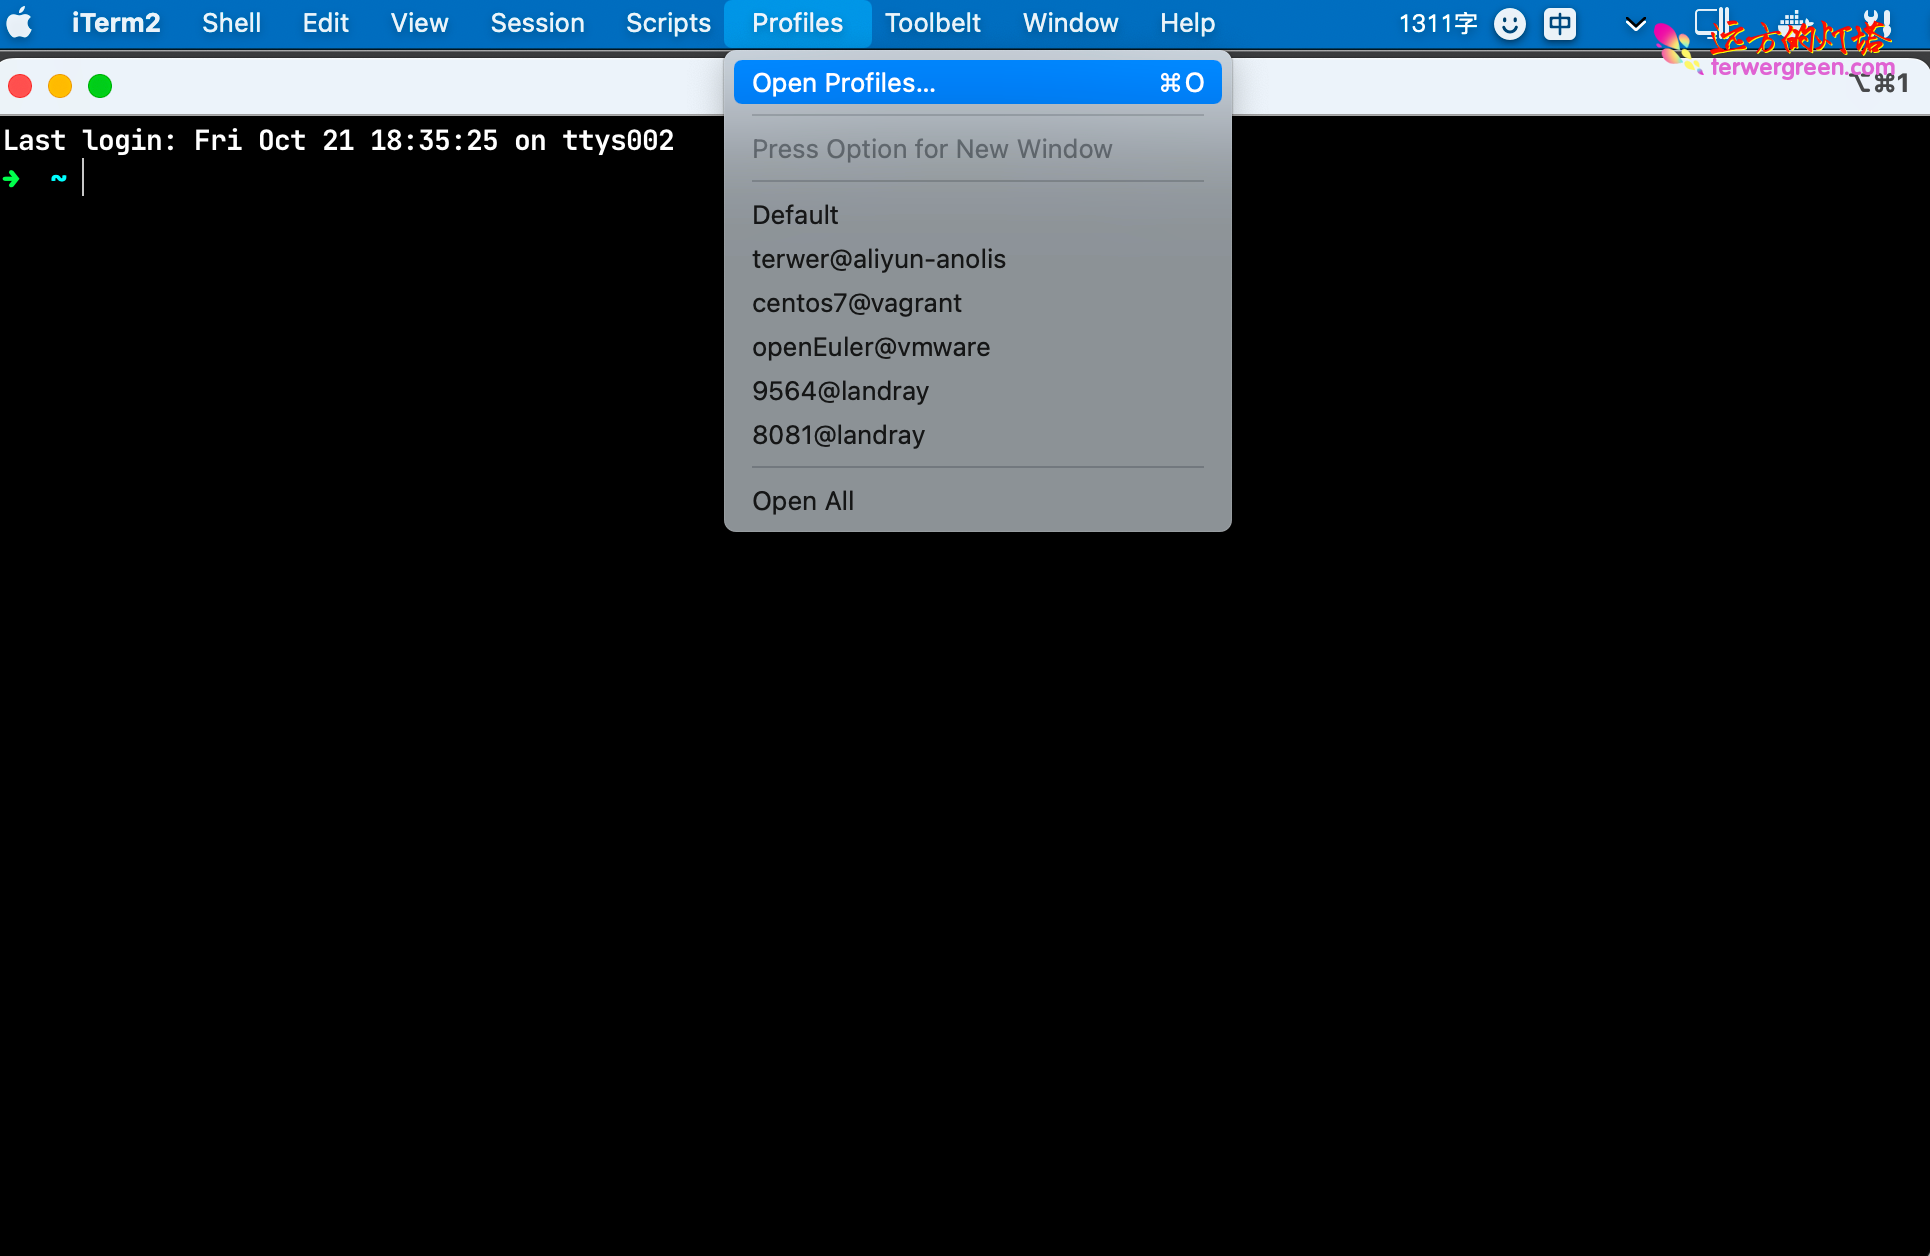 iTerm2 Shell Edit View Session Scripts Profiles Toolbelt Window Help 1311字 中
远方的灯塔
terwergreen.com
⌥⌘1
Open Profiles... ⌘O
Last login: Fri Oct 21 18:35:25 on ttys002
➜ ~
Press Option for New Window
Default
terwer@aliyun-anolis
centos7@vagrant
openEuler@vmware
9564@landray
8081@landray
Open All